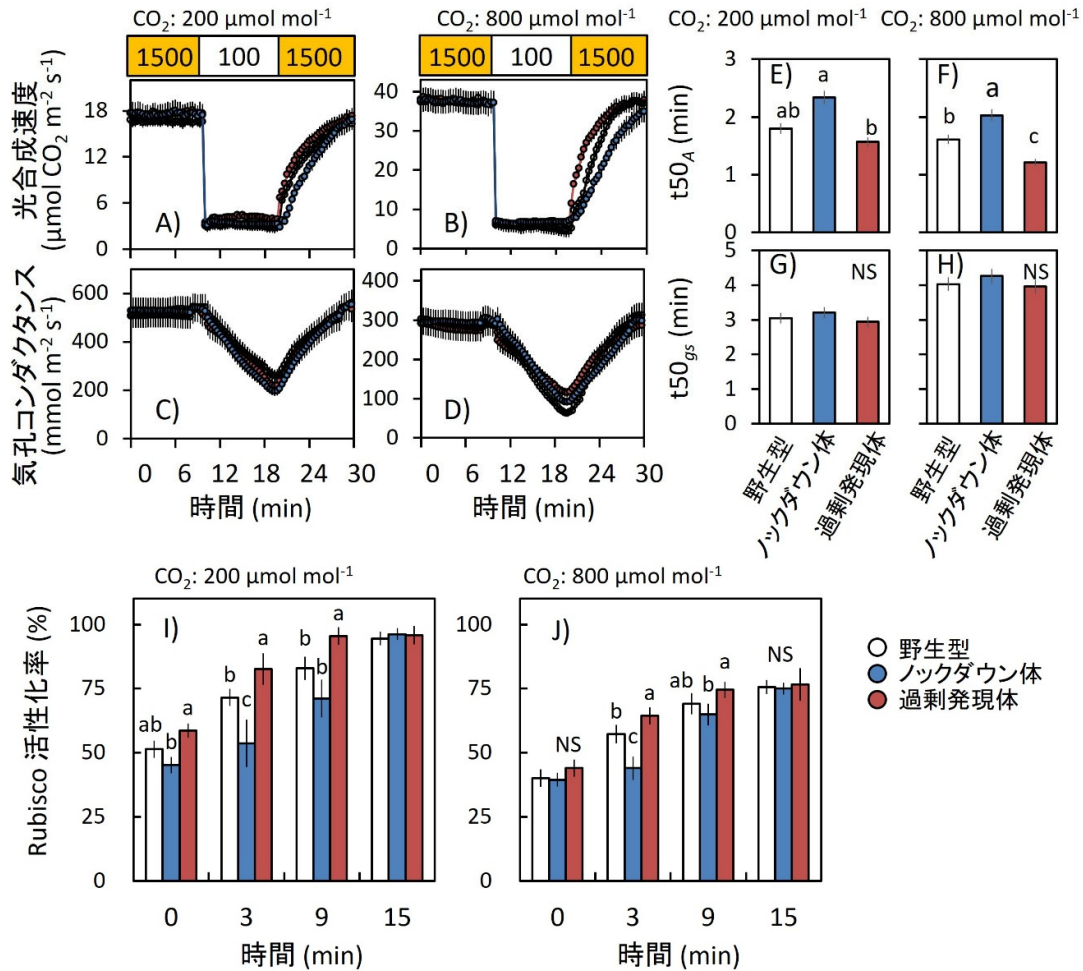 CO₂: 200 µmol mol⁻¹
CO₂: 800 µmol mol⁻¹
CO₂: 200 µmol mol⁻¹
CO₂: 800 µmol mol⁻¹
1500 100 1500
1500 100 1500
光合成速度
(µmol CO₂ m⁻² s⁻¹)
18
12
6
0
A)
40
30
20
10
0
B)
t50A (min)
3
2
1
0
E)
ab a b
F)
b a c
気孔コンダクタンス
(mmol m⁻² s⁻¹)
600
400
200
0
C)
400
300
200
100
0
D)
0 6 12 18 24 30
時間 (min)
0 6 12 18 24 30
時間 (min)
t50gs (min)
5
4
3
2
1
0
G)
NS
H)
NS
野生型
ノックダウン体
過剰発現体
野生型
ノックダウン体
過剰発現体
CO₂: 200 µmol mol⁻¹
CO₂: 800 µmol mol⁻¹
Rubisco 活性化率 (%)
100
75
50
25
0
I)
ab b a
b c a
b b a
0 3 9 15
時間 (min)
100
75
50
25
0
J)
NS
b c a
ab b a
NS
0 3 9 15
時間 (min)
野生型
ノックダウン体
過剰発現体